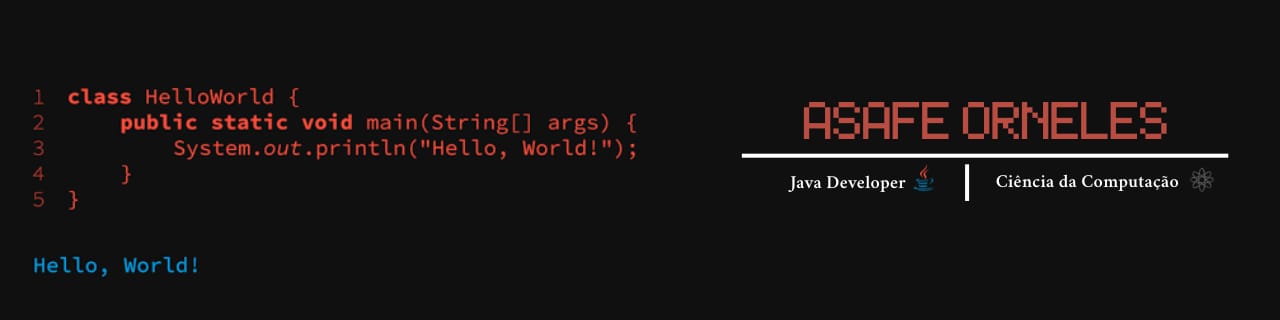 1 class HelloWorld {
2 public static void main(String[] args) {
3 System.out.println("Hello, World!");
4 }
5 }
Hello, World!
ASAFE ORNELES
Java Developer
Ciência da Computação